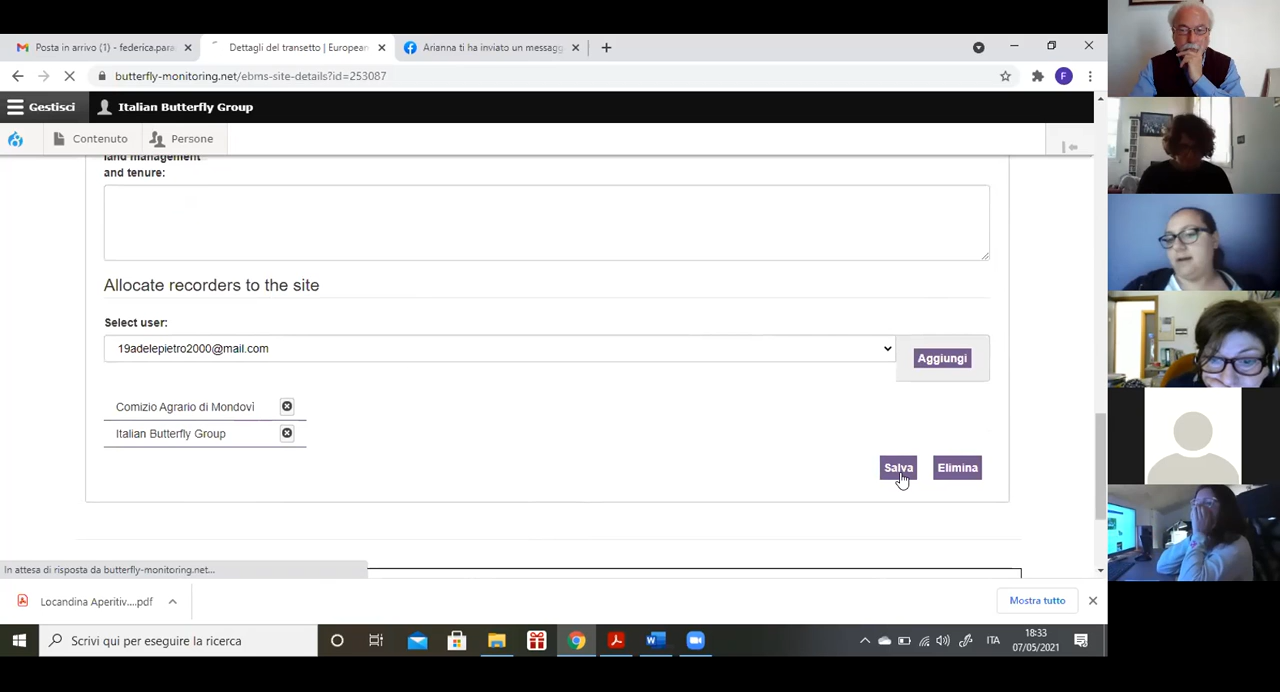 Posta in arrivo (1) - federica.para
Dettagli del transetto | European
Arianna ti ha inviato un messagg
butterfly-monitoring.net/ebms-site-details?id=253087
F
Gestisci
Italian Butterfly Group
Contenuto
Persone
land management
and tenure:
Allocate recorders to the site
Select user:
19adelepietro2000@mail.com
Aggiungi
Comizio Agrario di Mondovì
Italian Butterfly Group
Salva
Elimina
In attesa di risposta da butterfly-monitoring.net...
Locandina Aperitiv....pdf
Mostra tutto
Scrivi qui per eseguire la ricerca
ITA
18:33
07/05/2021